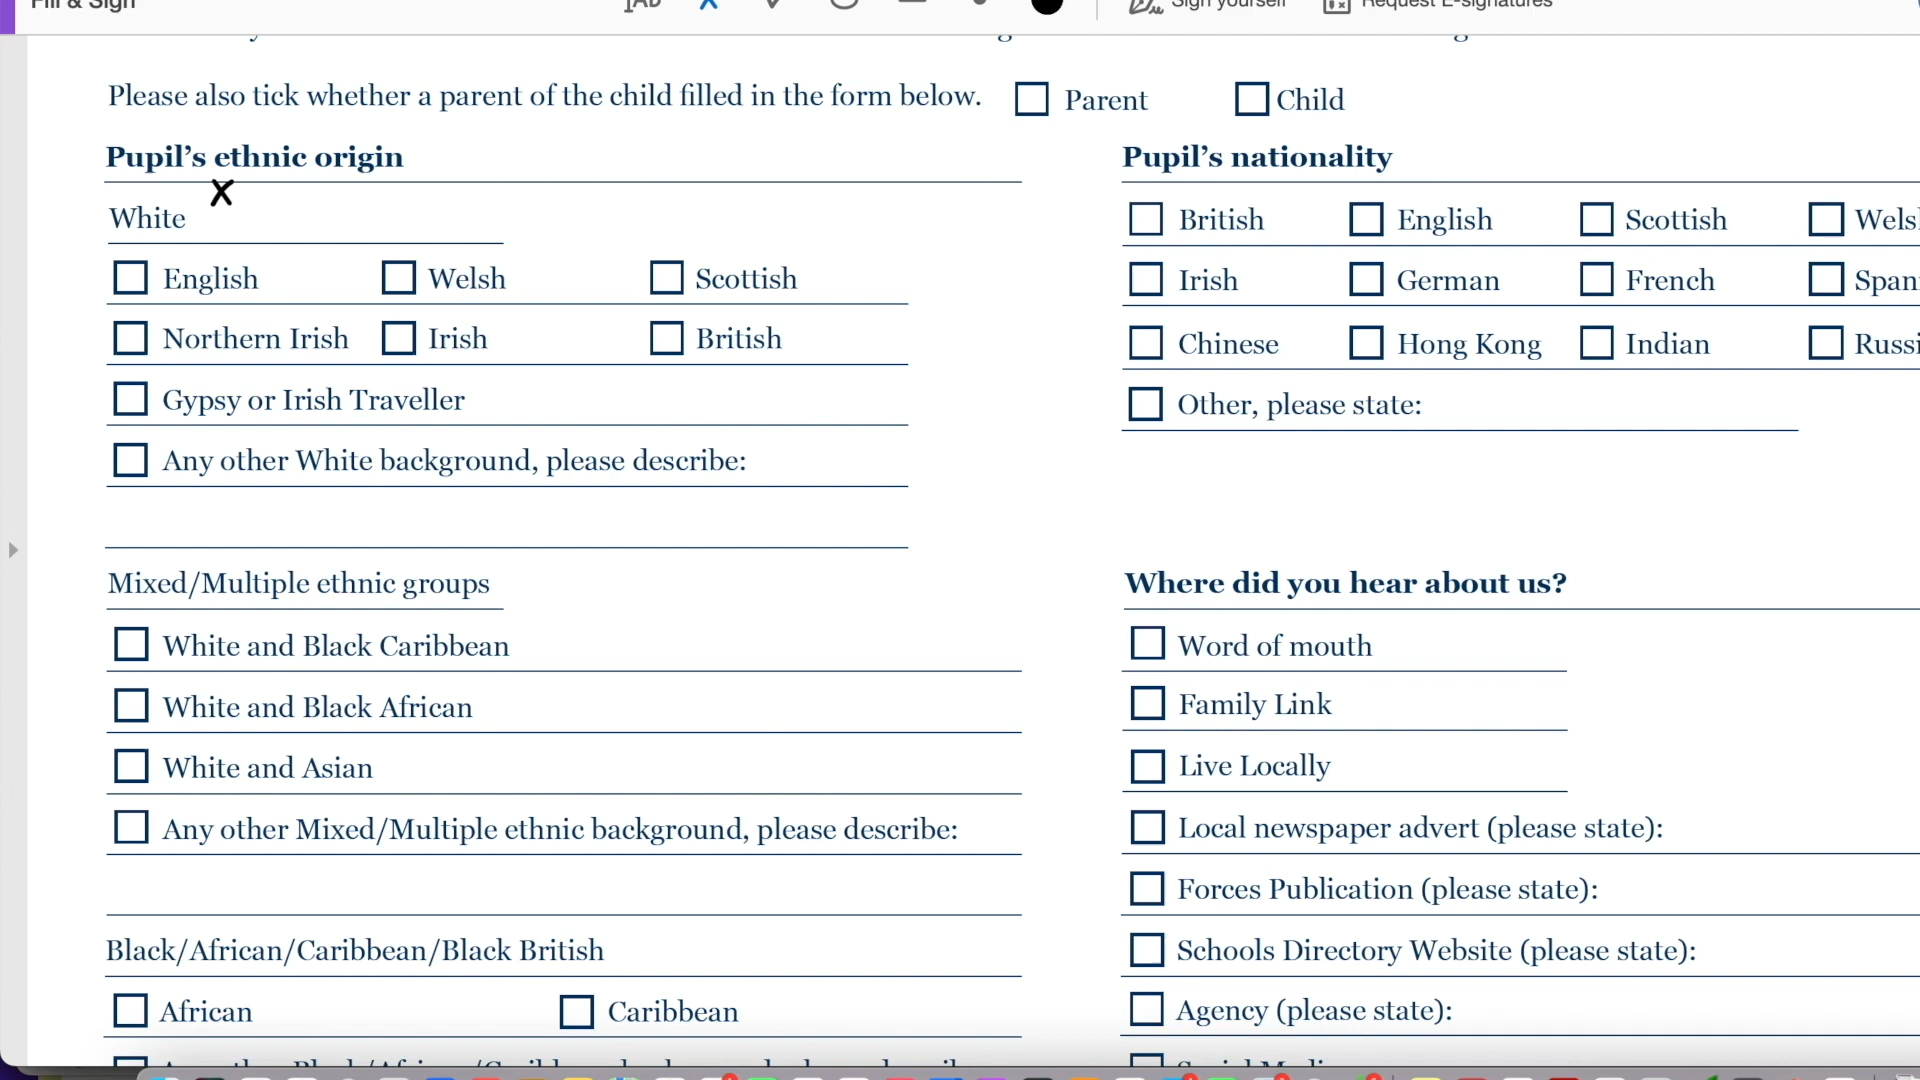 Fill & Sign
Sign yourself
Request E-signatures
Please also tick whether a parent of the child filled in the form below.
Parent
Child
Pupil's ethnic origin
X
White
English
Welsh
Scottish
Northern Irish
Irish
British
Gypsy or Irish Traveller
Any other White background, please describe:
Mixed/Multiple ethnic groups
White and Black Caribbean
White and Black African
White and Asian
Any other Mixed/Multiple ethnic background, please describe:
Black/African/Caribbean/Black British
African
Caribbean
Pupil's nationality
British
English
Scottish
Irish
German
French
Chinese
Hong Kong
Indian
Other, please state:
Where did you hear about us?
Word of mouth
Family Link
Live Locally
Local newspaper advert (please state):
Forces Publication (please state):
Schools Directory Website (please state):
Agency (please state):